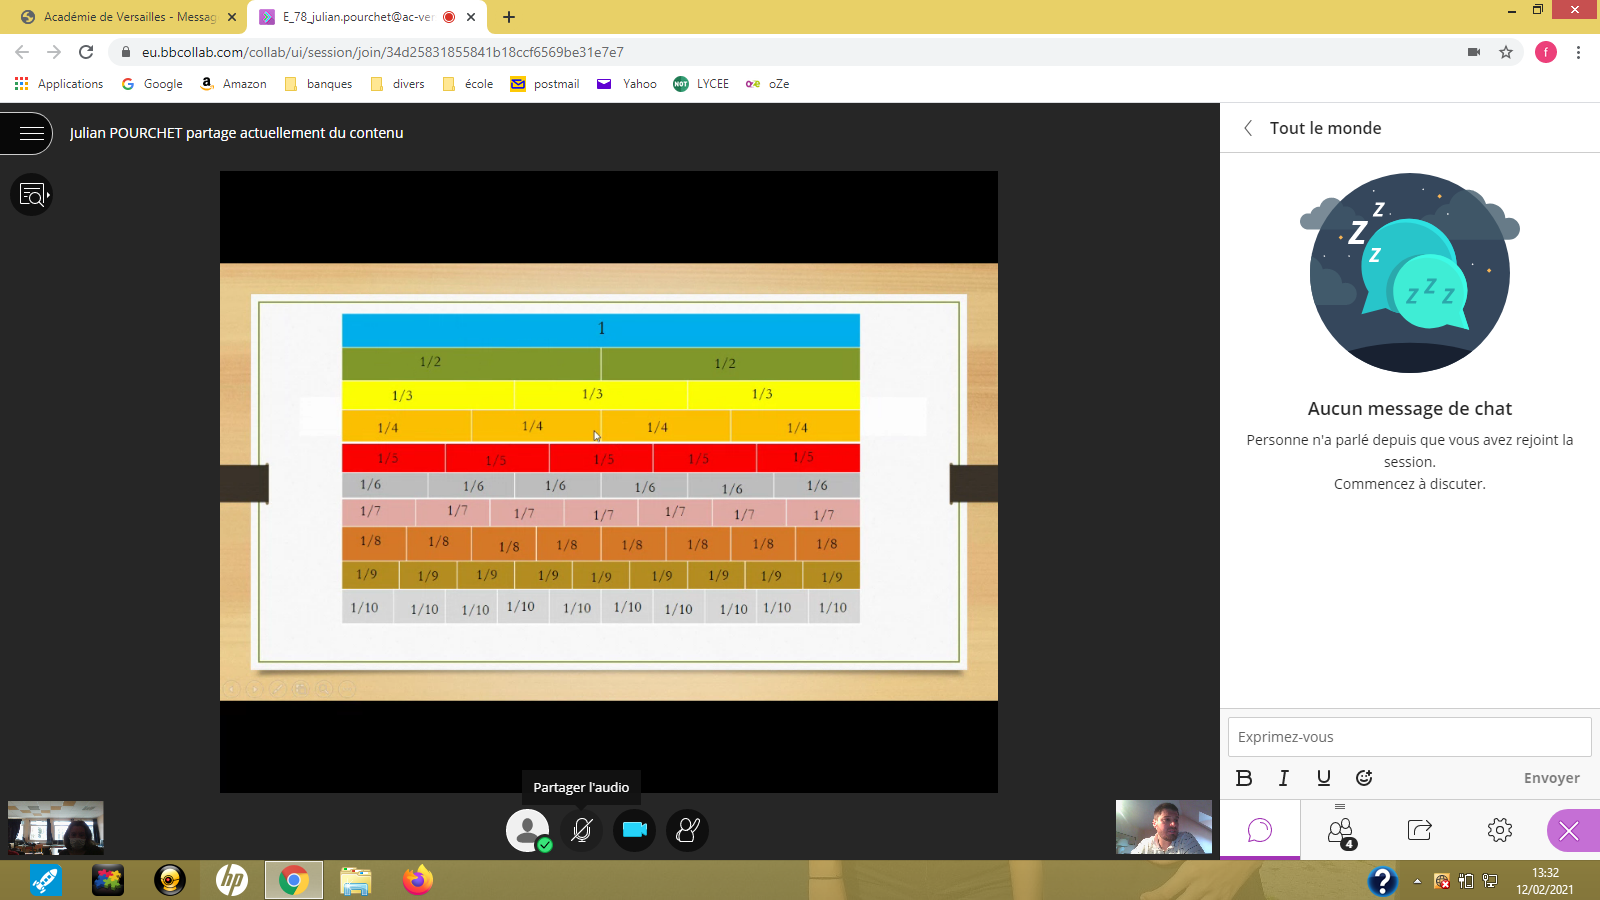 Académie de Versailles - Messag
E_78_julian.pourchet@ac-ver
eu.bbcollab.com/collab/ui/session/join/34d25831855841b18ccf6569be31e7e7
f
Applications Google Amazon banques divers école postmail Yahoo LYCEE oZe
Julian POURCHET partage actuellement du contenu
Tout le monde
1
1/2 1/2
1/3 1/3 1/3
1/4 1/4 1/4 1/4
1/5 1/5 1/5 1/5 1/5
1/6 1/6 1/6 1/6 1/6 1/6
1/7 1/7 1/7 1/7 1/7 1/7 1/7
1/8 1/8 1/8 1/8 1/8 1/8 1/8 1/8
1/9 1/9 1/9 1/9 1/9 1/9 1/9 1/9 1/9
1/10 1/10 1/10 1/10 1/10 1/10 1/10 1/10 1/10 1/10
z z z
z z z
Aucun message de chat
Personne n'a parlé depuis que vous avez rejoint la
session.
Commencez à discuter.
Exprimez-vous
B I U Envoyer
Partager l'audio
4
hp
?
13:32
12/02/2021